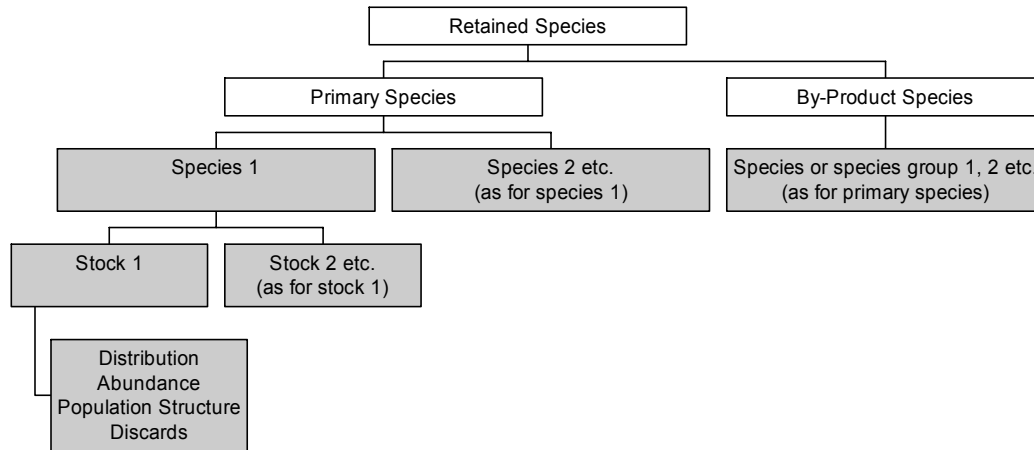 Retained Species
Primary Species
By-Product Species
Species 1
Species 2 etc.
(as for species 1)
Species or species group 1, 2 etc.
(as for primary species)
Stock 1
Stock 2 etc.
(as for stock 1)
Distribution
Abundance
Population Structure
Discards